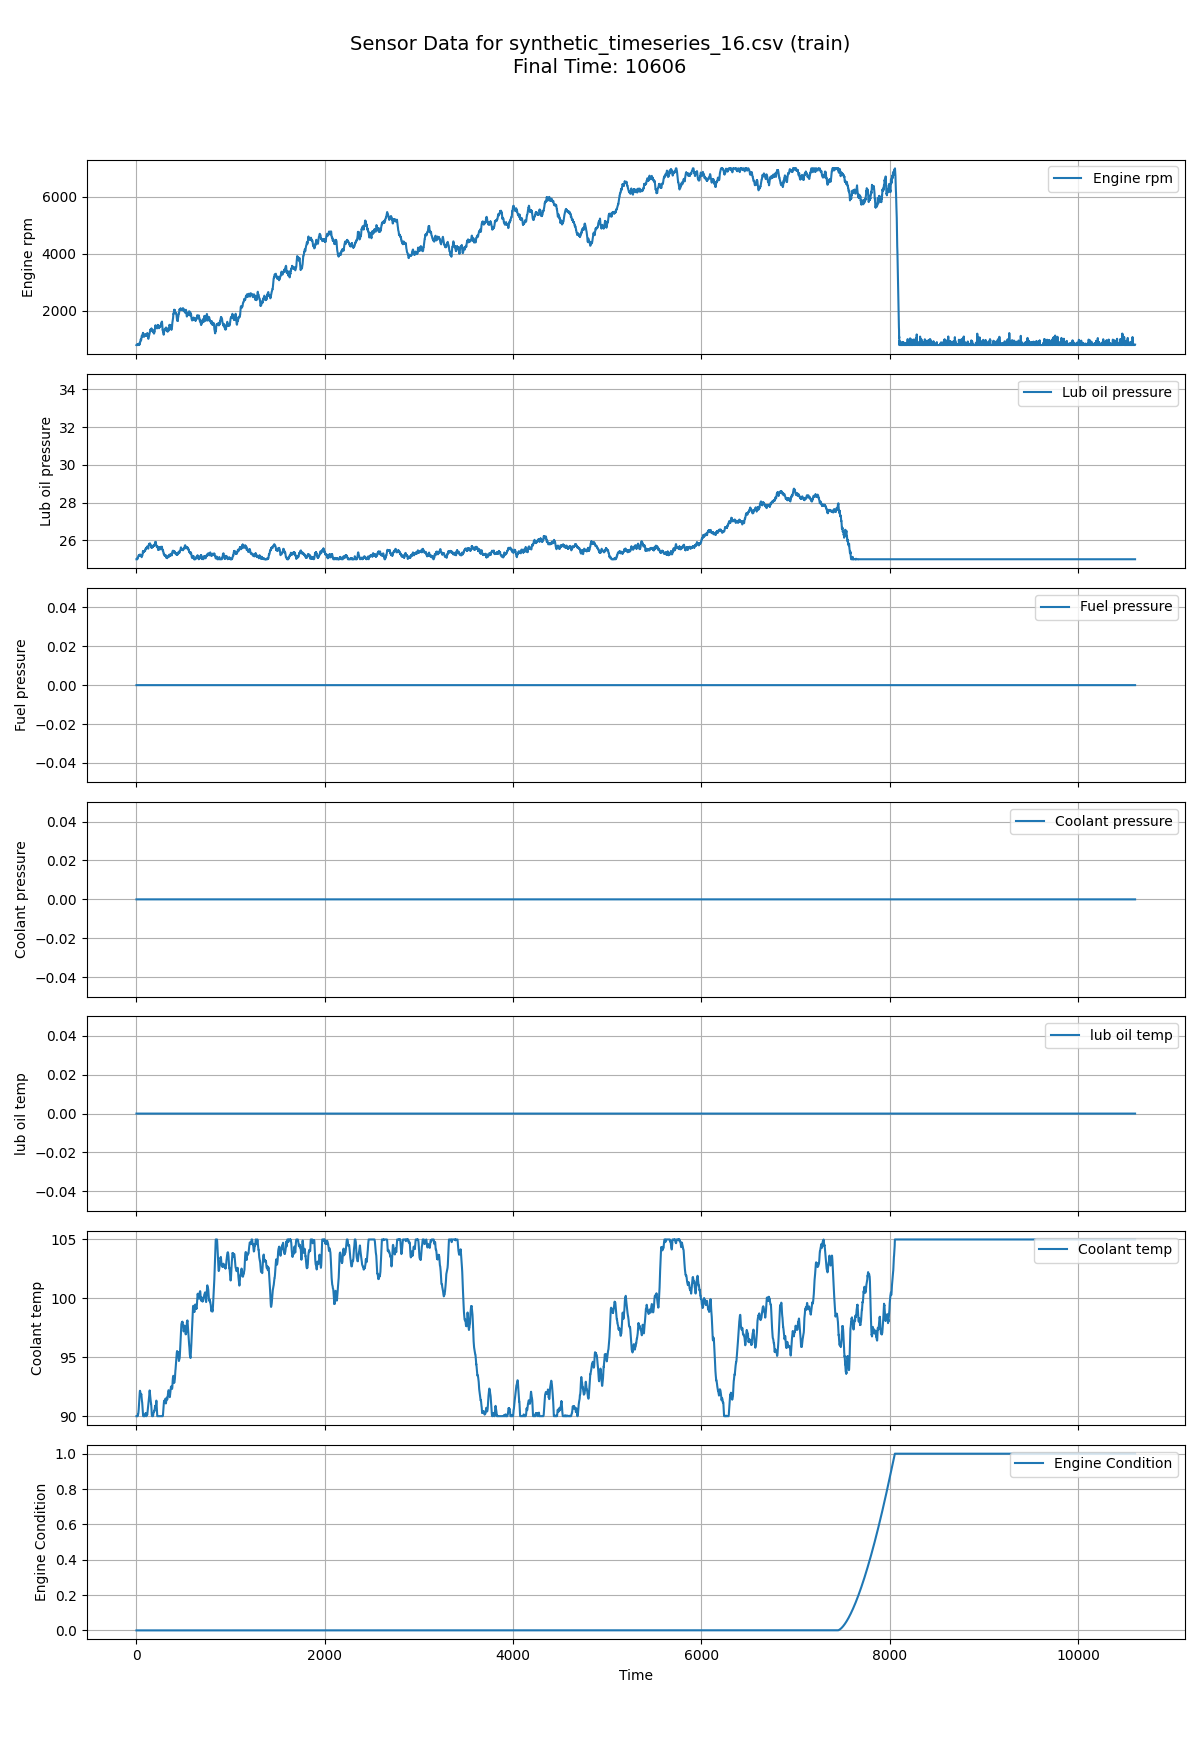 Sensor Data for synthetic_timeseries_16.csv (train)
Final Time: 10606
Engine rpm
6000
4000
2000
Engine rpm
Lub oil pressure
34
32
30
28
26
Lub oil pressure
Fuel pressure
0.04
0.02
0.00
−0.02
−0.04
Fuel pressure
Coolant pressure
0.04
0.02
0.00
−0.02
−0.04
Coolant pressure
lub oil temp
0.04
0.02
0.00
−0.02
−0.04
lub oil temp
Coolant temp
105
100
95
90
Coolant temp
Engine Condition
1.0
0.8
0.6
0.4
0.2
0.0
Engine Condition
0 2000 4000 6000 8000 10000
Time